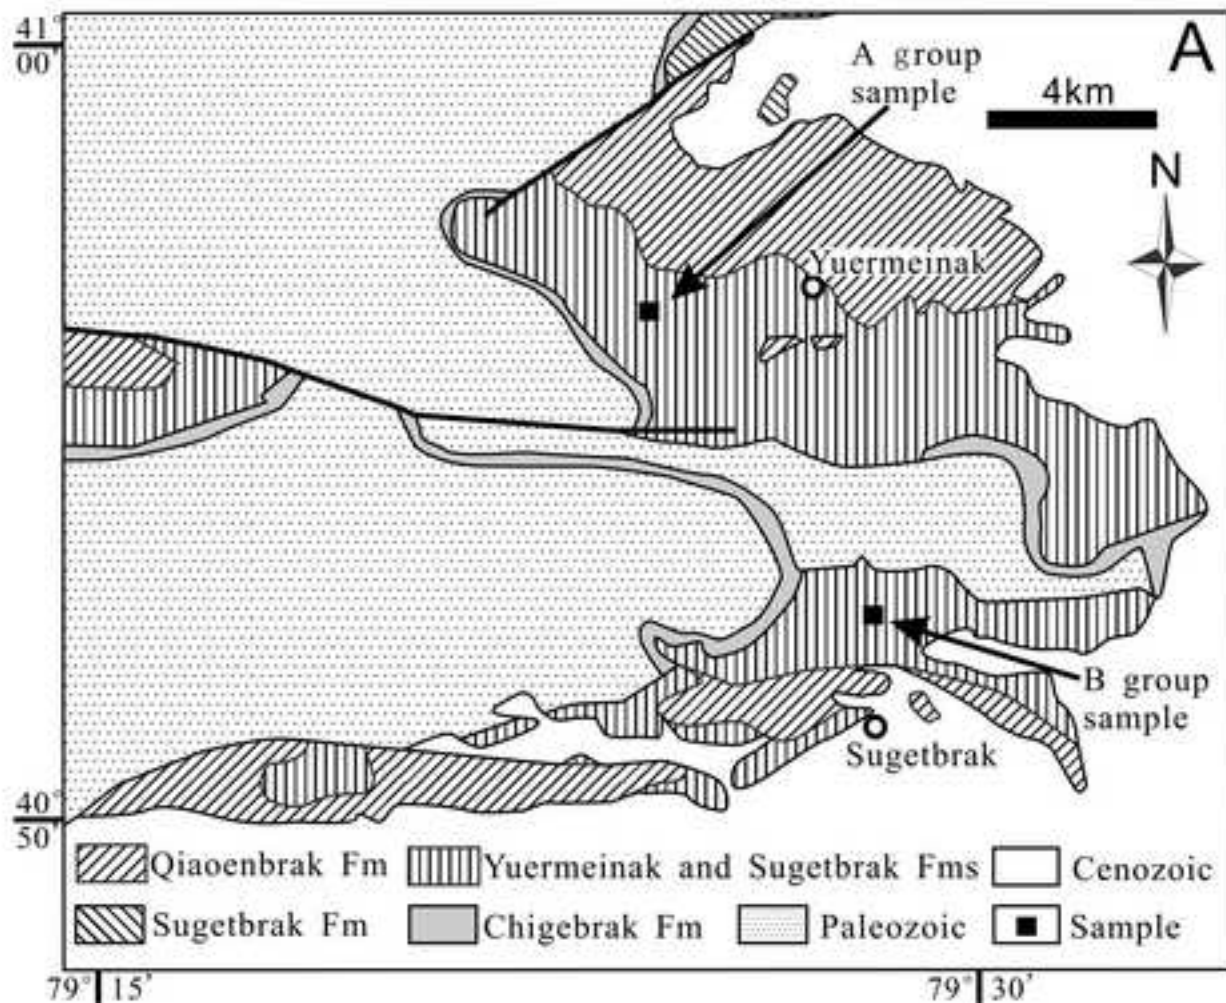 41°
00'
A
A group
sample
4km
N
Yuermeinak
B group
sample
Sugetbrak
40°
50'
Qiaoenbrak Fm
Yuermeinak and Sugetbrak Fms
Cenozoic
Sugetbrak Fm
Chigebrak Fm
Paleozoic
Sample
79° 15'
79° 30'